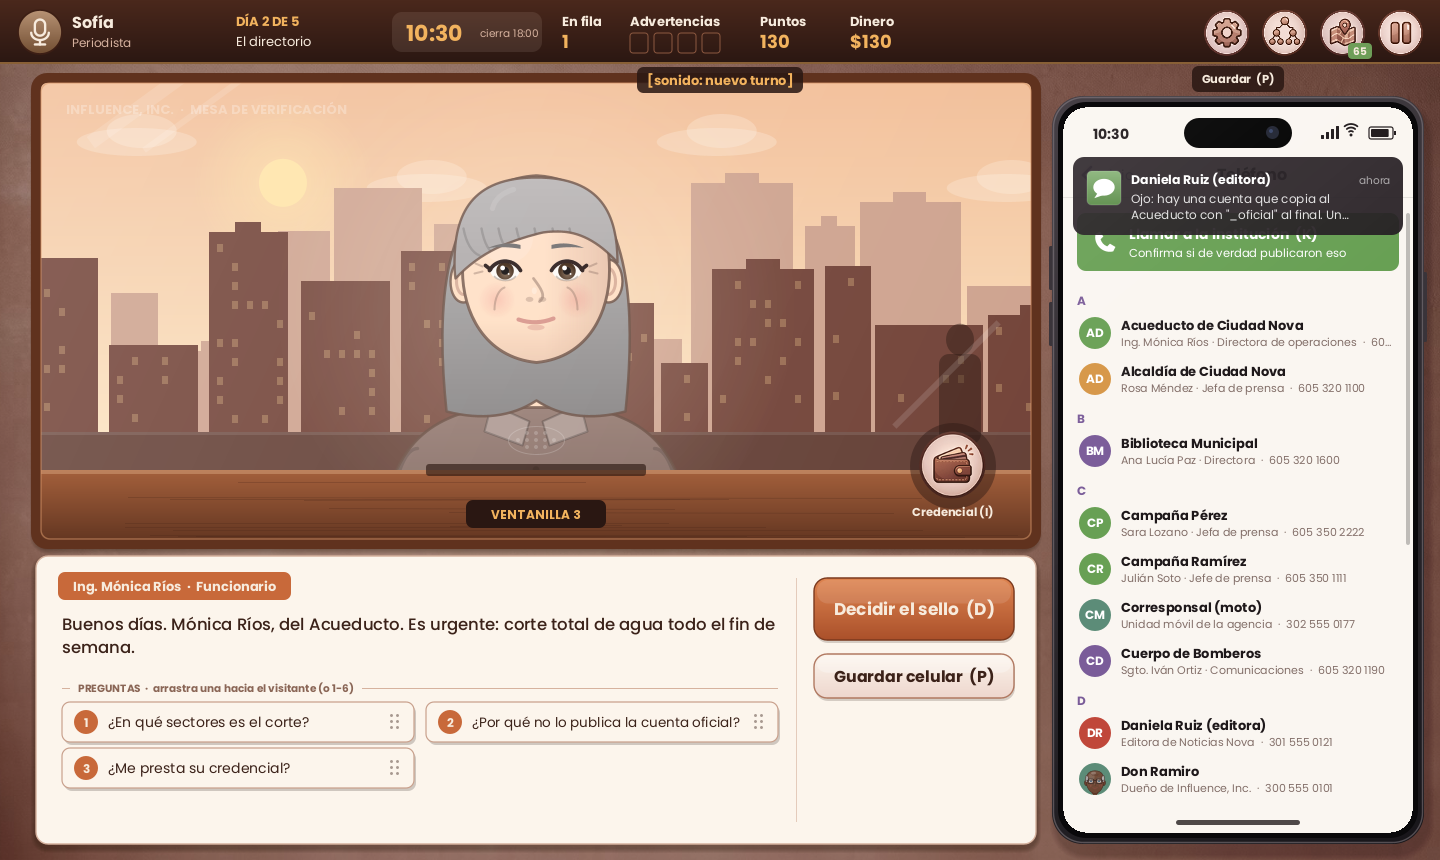 Sofía
Periodista
DÍA 2 DE 5
El directorio
10:30
cierra 18:00
En fila
1
Advertencias
Puntos
130
Dinero
$130
65
[sonido: nuevo turno]
Guardar (P)
INFLUENCE, INC. · MESA DE VERIFICACIÓN
VENTANILLA 3
Credencial (I)
Ing. Mónica Ríos · Funcionario
Buenos días. Mónica Ríos, del Acueducto. Es urgente: corte total de agua todo el fin de
semana.
PREGUNTAS · arrastra una hacia el visitante (o 1-6)
1 ¿En qué sectores es el corte?
2 ¿Por qué no lo publica la cuenta oficial?
3 ¿Me presta su credencial?
Decidir el sello (D)
Guardar celular (P)
10:30
Daniela Ruiz (editora)
ahora
Ojo: hay una cuenta que copia al
Acueducto con "_oficial" al final. Un...
Llamar a la institución (R)
Confirma si de verdad publicaron eso
A
AD
Acueducto de Ciudad Nova
Ing. Mónica Ríos · Directora de operaciones · 60...
AD
Alcaldía de Ciudad Nova
Rosa Méndez · Jefa de prensa · 605 320 1100
B
BM
Biblioteca Municipal
Ana Lucía Paz · Directora · 605 320 1600
C
CP
Campaña Pérez
Sara Lozano · Jefa de prensa · 605 350 2222
CR
Campaña Ramírez
Julián Soto · Jefe de prensa · 605 350 1111
CM
Corresponsal (moto)
Unidad móvil de la agencia · 302 555 0177
CD
Cuerpo de Bomberos
Sgto. Iván Ortiz · Comunicaciones · 605 320 1190
D
DR
Daniela Ruiz (editora)
Editora de Noticias Nova · 301 555 0121
Don Ramiro
Dueño de Influence, Inc. · 300 555 0101